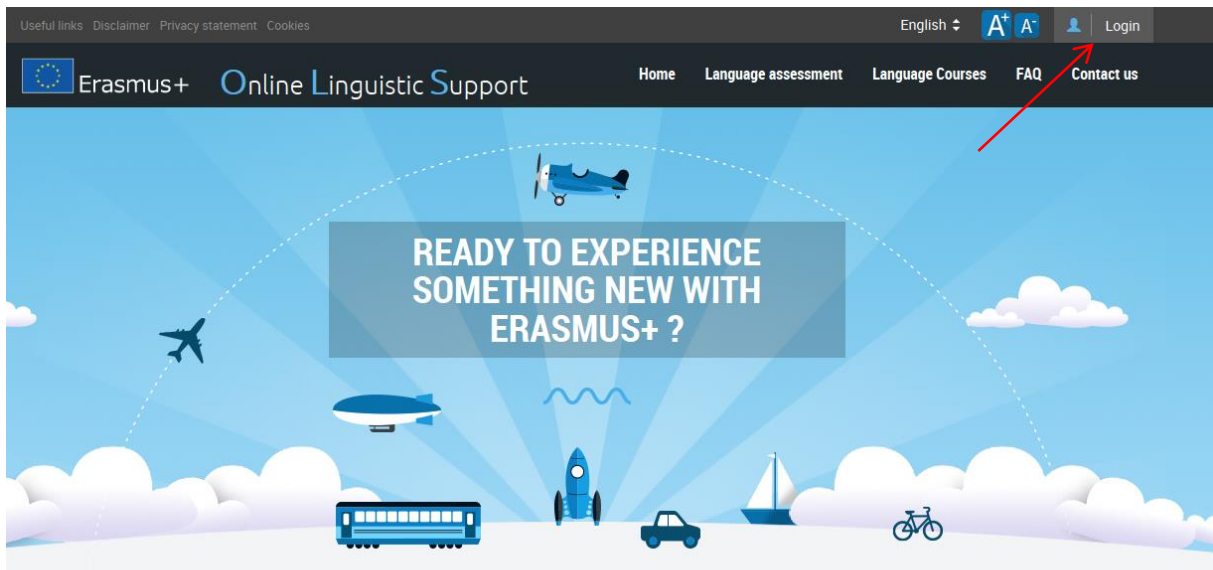 Useful links Disclaimer Privacy statement Cookies English A+ A- Login
Erasmus+ Online Linguistic Support Home Language assessment Language Courses FAQ Contact us
READY TO EXPERIENCE
SOMETHING NEW WITH
ERASMUS+ ?